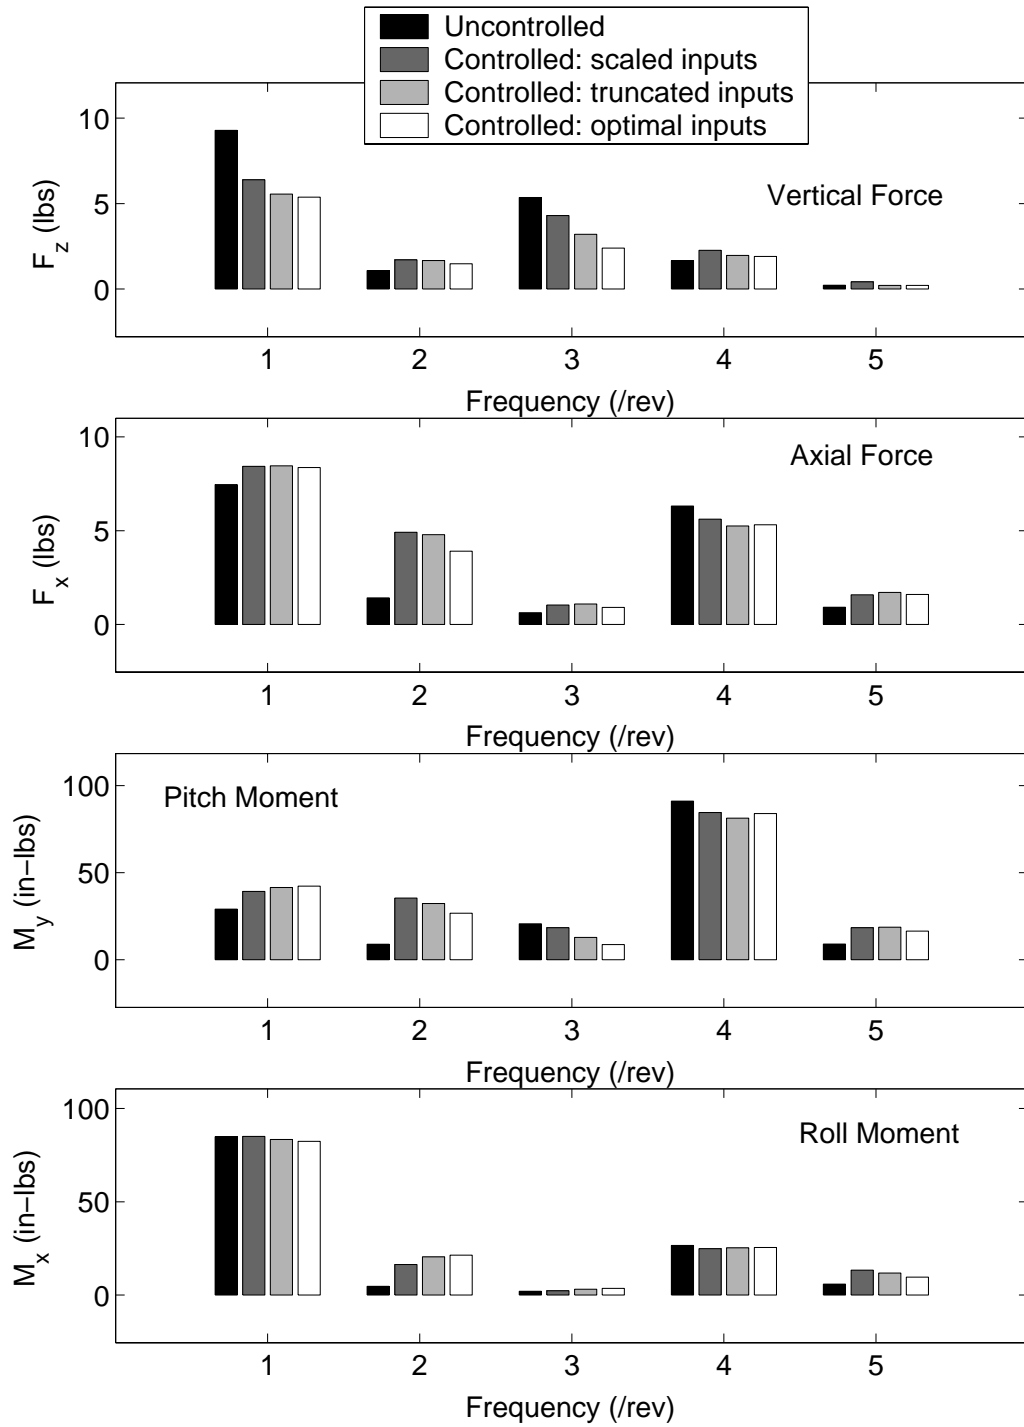 Uncontrolled
Controlled: scaled inputs
Controlled: truncated inputs
Controlled: optimal inputs
10
5
0
F_z (lbs)
Vertical Force
1 2 3 4 5
Frequency (/rev)
10
5
0
F_x (lbs)
Axial Force
1 2 3 4 5
Frequency (/rev)
100
50
0
M_y (in−lbs)
Pitch Moment
1 2 3 4 5
Frequency (/rev)
100
50
0
M_x (in−lbs)
Roll Moment
1 2 3 4 5
Frequency (/rev)